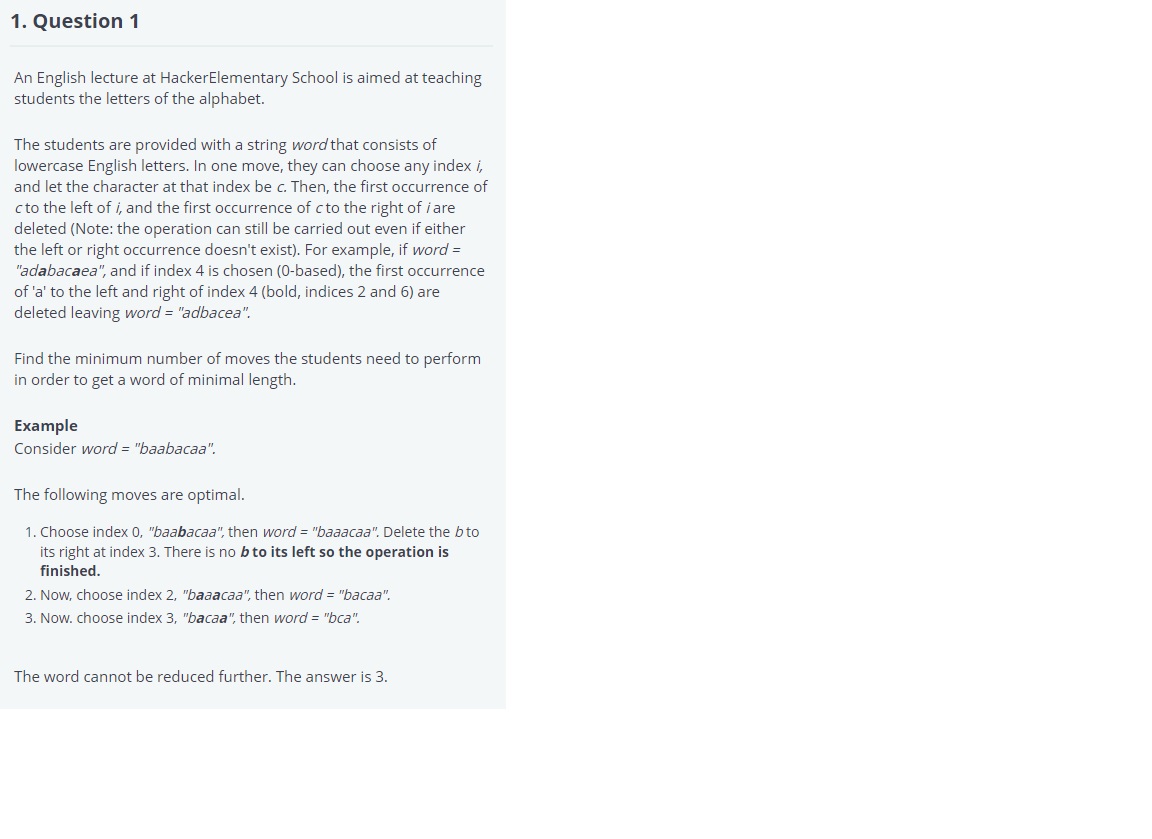 1. Question 1
An English lecture at HackerElementary School is aimed at teaching
students the letters of the alphabet.
The students are provided with a string word that consists of
lowercase English letters. In one move, they can choose any index i,
and let the character at that index be c. Then, the first occurrence of
c to the left of i, and the first occurrence of c to the right of i are
deleted (Note: the operation can still be carried out even if either
the left or right occurrence doesn't exist). For example, if word =
"adabacaea", and if index 4 is chosen (0-based), the first occurrence
of 'a' to the left and right of index 4 (bold, indices 2 and 6) are
deleted leaving word = "adbacea".
Find the minimum number of moves the students need to perform
in order to get a word of minimal length.
Example
Consider word = "baabacaa".
The following moves are optimal.
1. Choose index 0, "baabacaa", then word = "baaacaa". Delete the b to
its right at index 3. There is no b to its left so the operation is
finished.
2. Now, choose index 2, "baaacaa", then word = "bacaa".
3. Now. choose index 3, "bacaa", then word = "bca".
The word cannot be reduced further. The answer is 3.